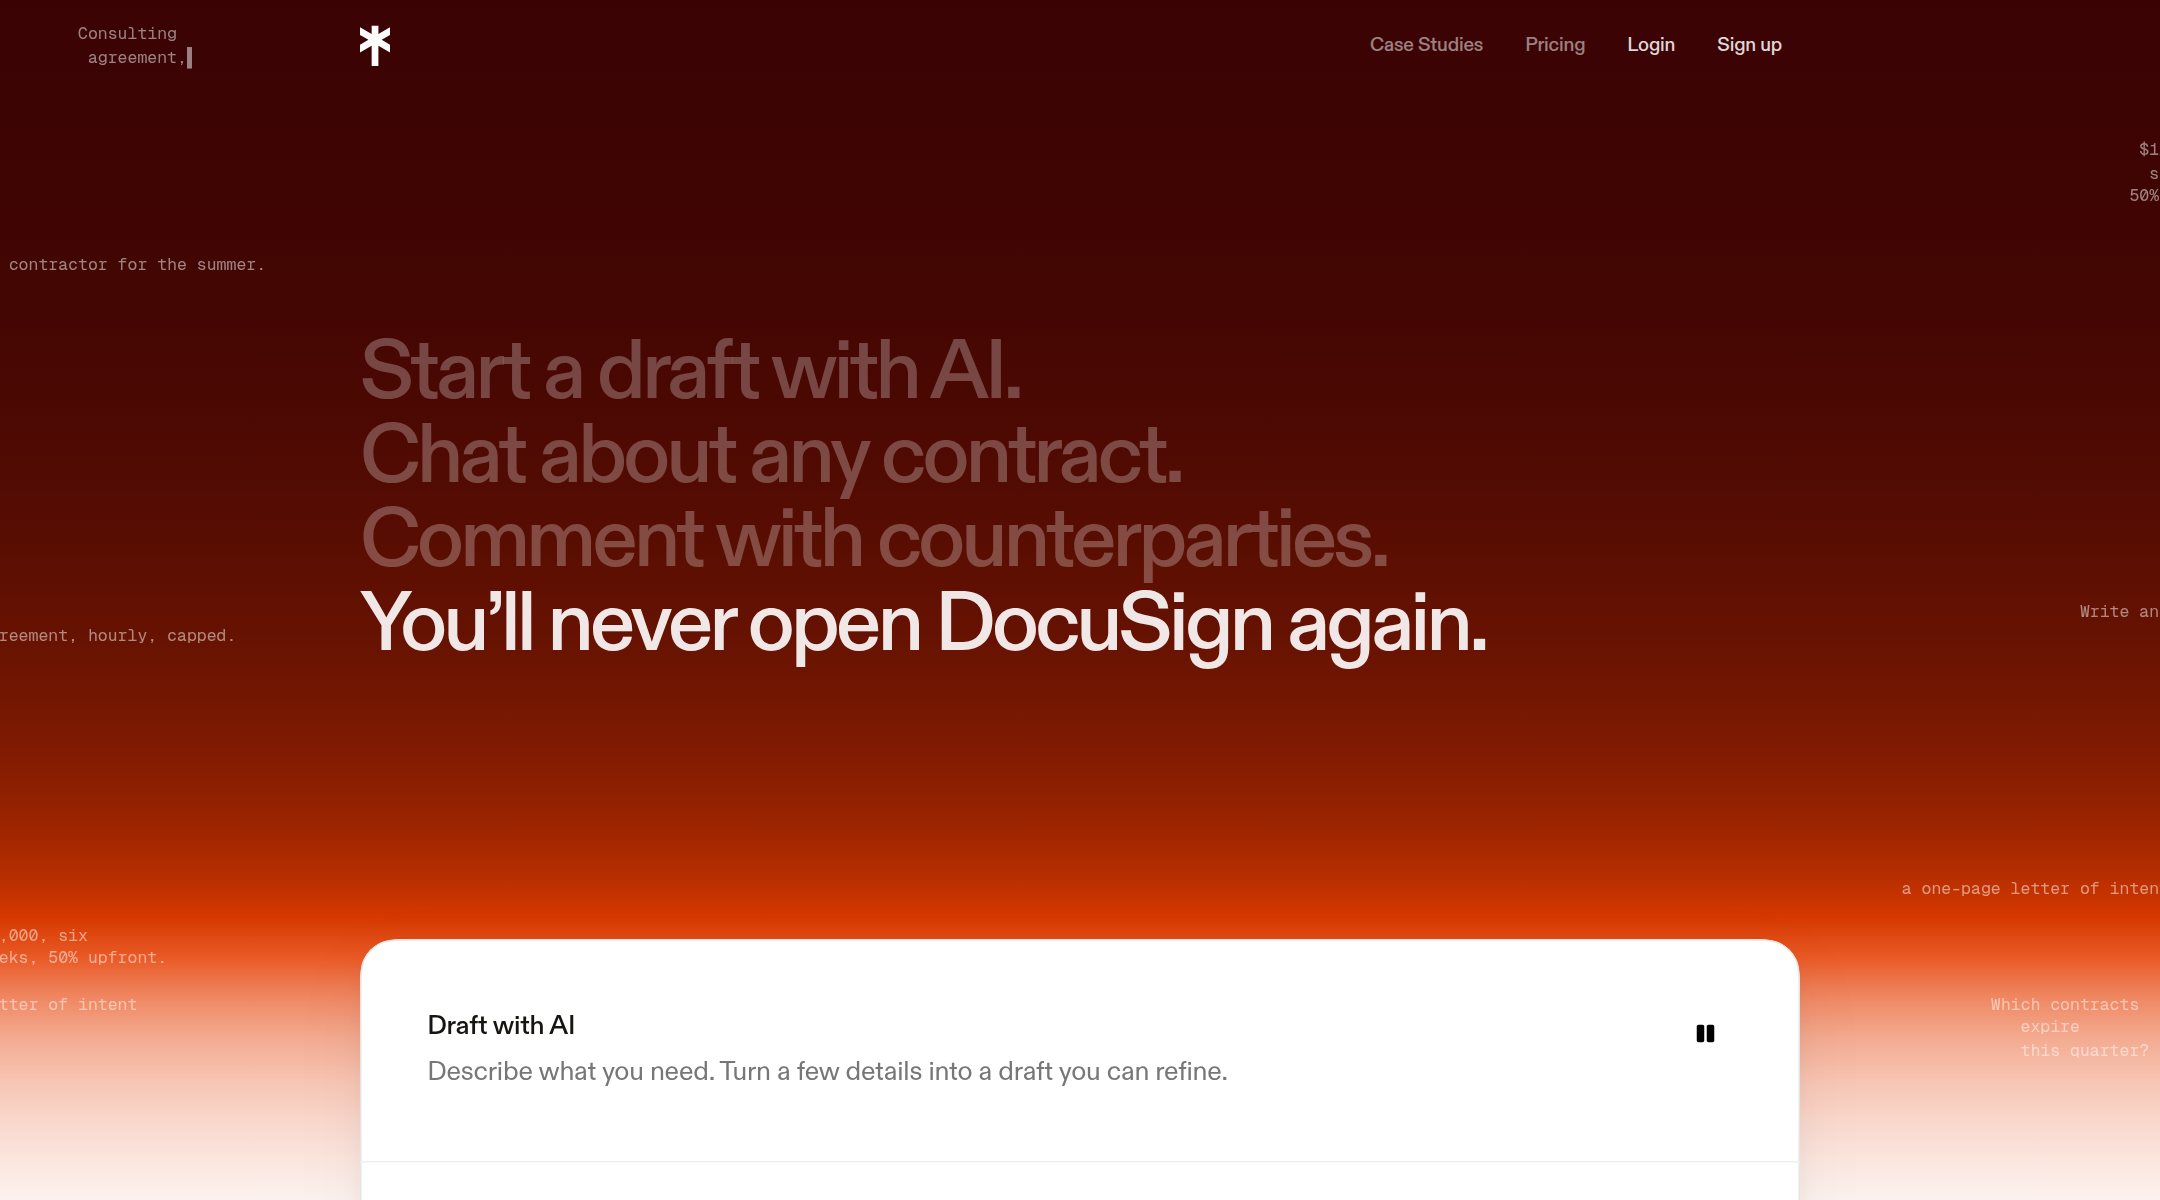 Consulting
agreement,
Case Studies
Pricing
Login
Sign up
$1
s
50%
contractor for the summer.
Start a draft with AI.
Chat about any contract.
Comment with counterparties.
You’ll never open DocuSign again.
reement, hourly, capped.
Write an
a one-page letter of inten
,000, six
eks, 50% upfront.
tter of intent
Which contracts
expire
this quarter?
Draft with AI
Describe what you need. Turn a few details into a draft you can refine.